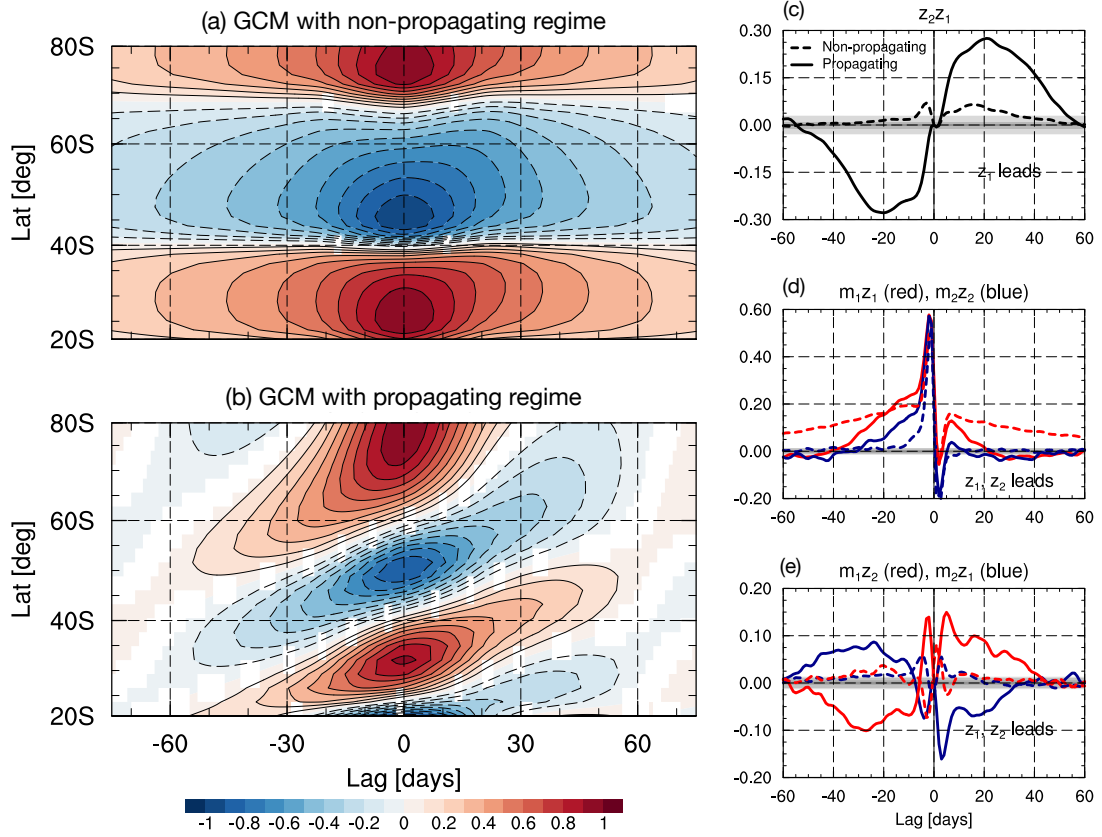 (a) GCM with non-propagating regime
80S
60S
40S
20S
Lat [deg]
(b) GCM with propagating regime
80S
60S
40S
20S
Lat [deg]
-60 -30 0 30 60
Lag [days]
-1 -0.8 -0.6 -0.4 -0.2 0 0.2 0.4 0.6 0.8 1
(c) z₂z₁
Non-propagating
Propagating
0.30
0.15
0.00
-0.15
-0.30
z₁ leads
-60 -40 -20 0 20 40 60
(d) m₁z₁ (red), m₂z₂ (blue)
0.60
0.40
0.20
0.00
-0.20
z₁, z₂ leads
-60 -40 -20 0 20 40 60
(e) m₁z₂ (red), m₂z₁ (blue)
0.20
0.10
0.00
-0.10
-0.20
z₁, z₂ leads
-60 -40 -20 0 20 40 60
Lag [days]